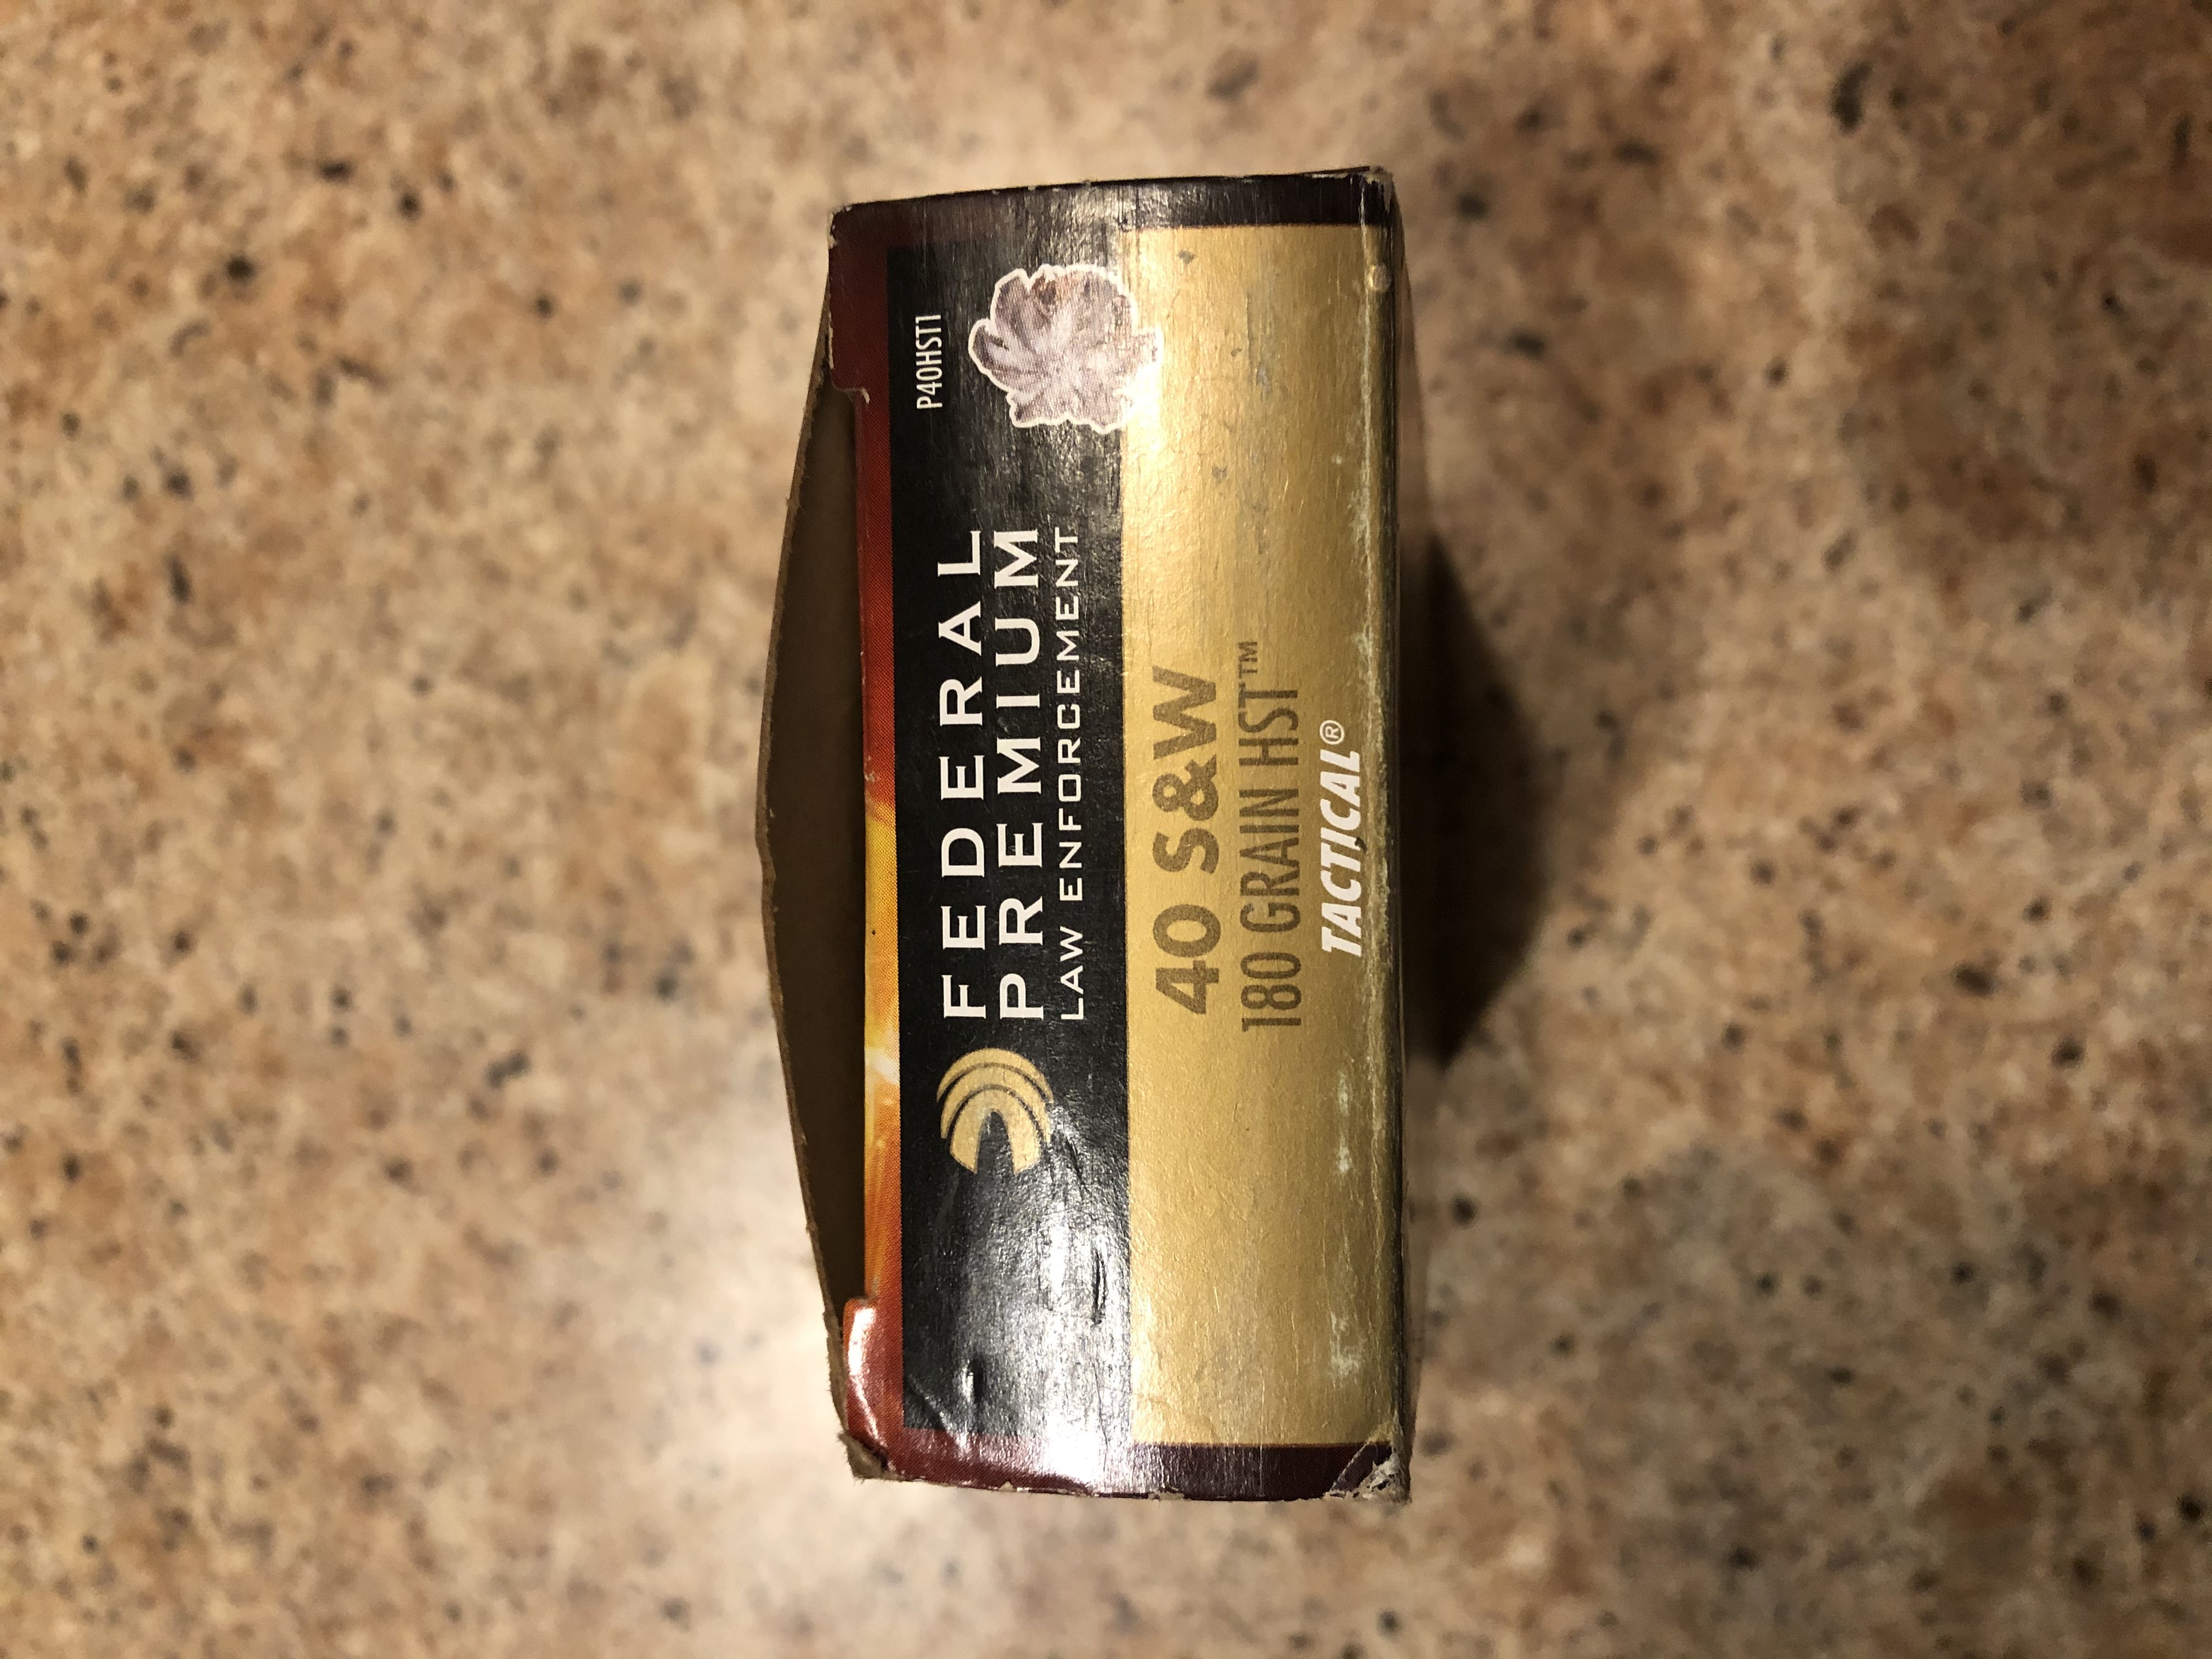 P40HST1
FEDERAL
PREMIUM
LAW ENFORCEMENT
40 S&W
180 GRAIN HST™
TACTICAL®